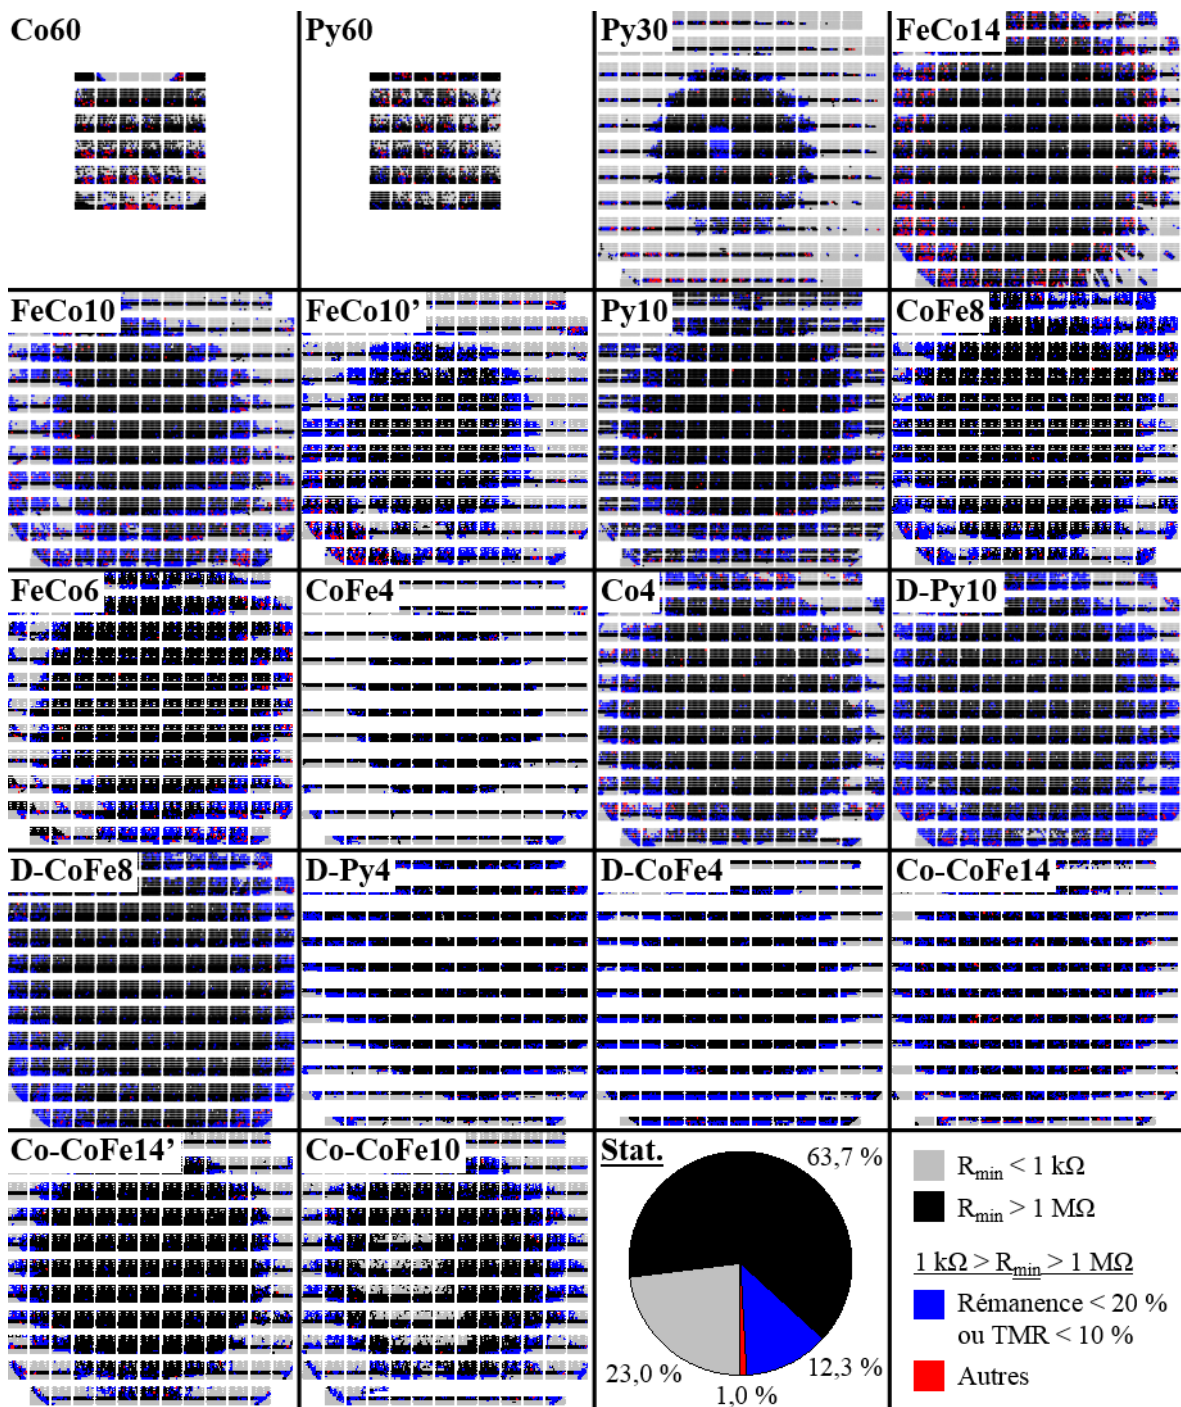 Co60
Py60
Py30
FeCo14
FeCo10
FeCo10’
Py10
CoFe8
FeCo6
CoFe4
Co4
D-Py10
D-CoFe8
D-Py4
D-CoFe4
Co-CoFe14
Co-CoFe14’
Co-CoFe10
Stat.
63,7 %
23,0 %
12,3 %
1,0 %
Rmin < 1 kΩ
Rmin > 1 MΩ
1 kΩ > Rmin > 1 MΩ
Rémanence < 20 %
ou TMR < 10 %
Autres